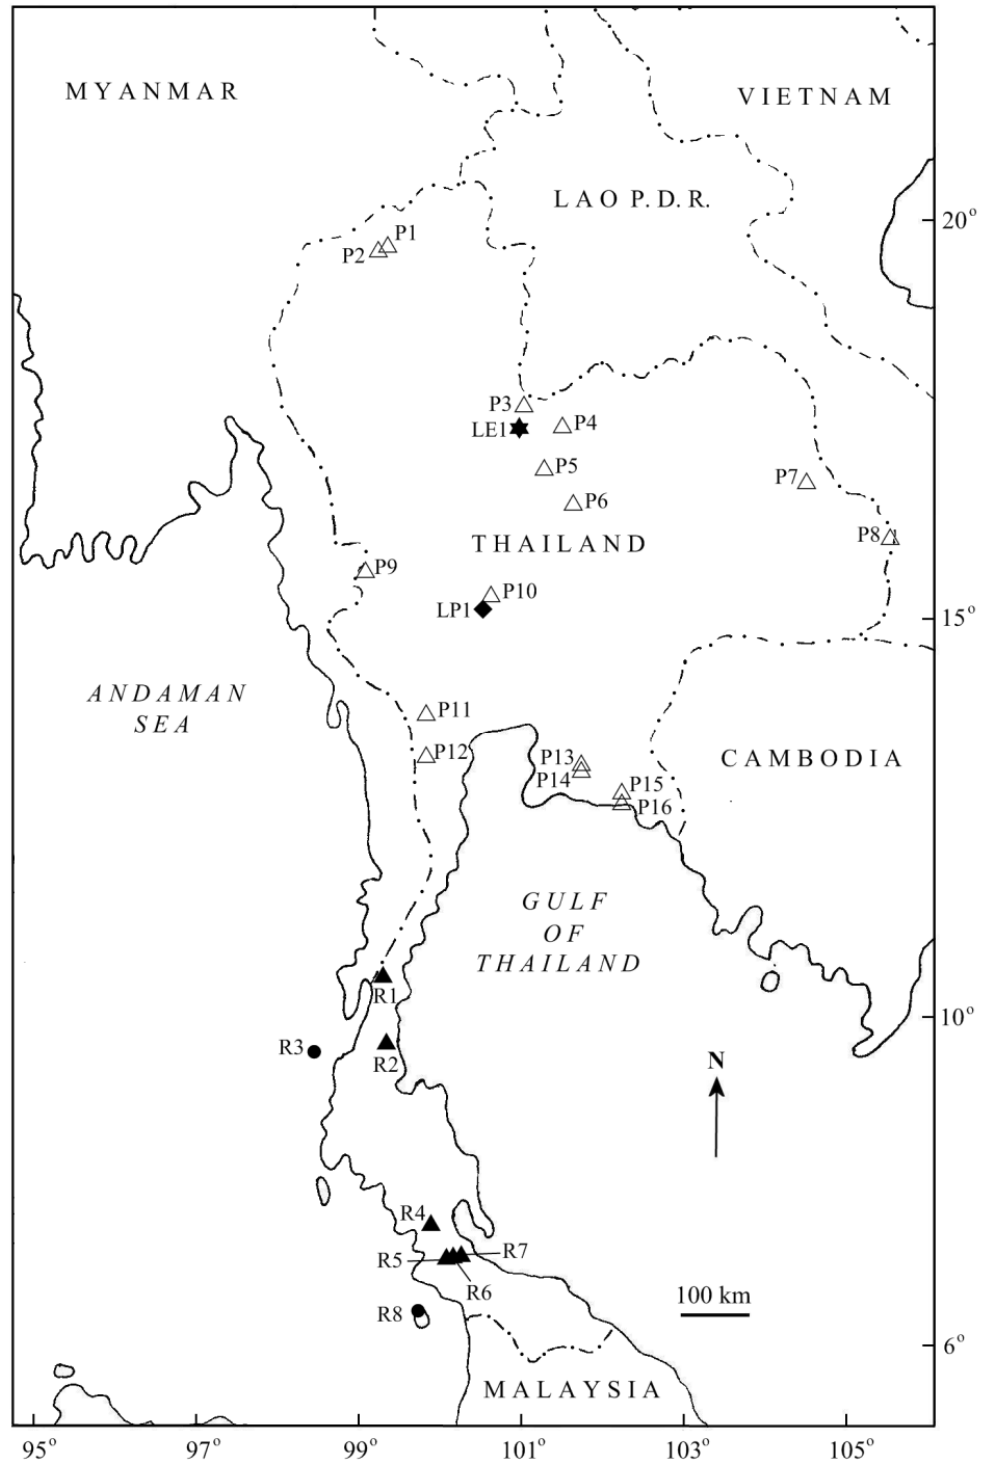 MYANMAR
VIETNAM
LAO P. D. R.
20°
P1
P2
P3
LE1
P4
P5
P6
P7
P8
THAILAND
P9
P10
LP1
15°
ANDAMAN
SEA
P11
P12
P13
P14
P15
P16
CAMBODIA
GULF
OF
THAILAND
R1
10°
R3
R2
N
R4
R5
R7
R6
R8
100 km
6°
MALAYSIA
95°
97°
99°
101°
103°
105°